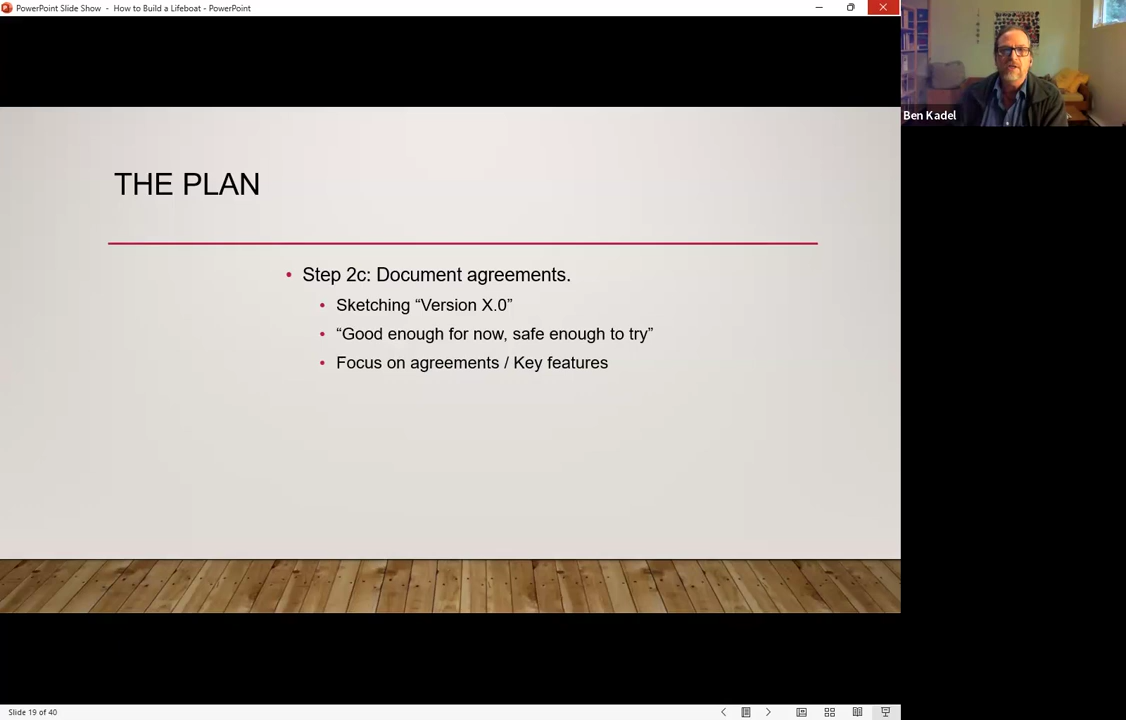 PowerPoint Slide Show - How to Build a Lifeboat - PowerPoint
Ben Kadel
THE PLAN
• Step 2c: Document agreements.
• Sketching “Version X.0”
• “Good enough for now, safe enough to try”
• Focus on agreements / Key features
Slide 19 of 40